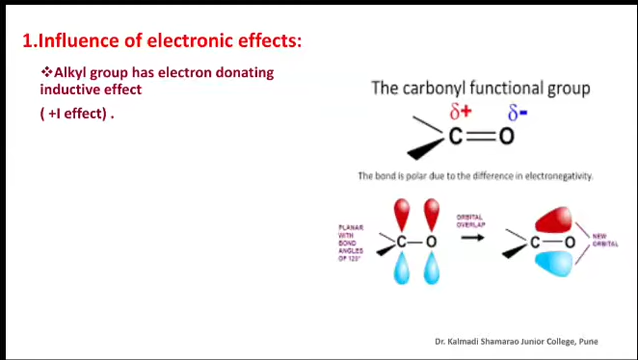 1.Influence of electronic effects:
❖Alkyl group has electron donating
inductive effect
( +I effect) .
The carbonyl functional group
δ+ δ-
C=O
The bond is polar due to the difference in electronegativity.
PLANAR
WITH
BOND
ANGLES
OF 120°
C—O
ORBITAL
OVERLAP
C—O
NEW
ORBITAL
Dr. Kalmadi Shamarao Junior College, Pune